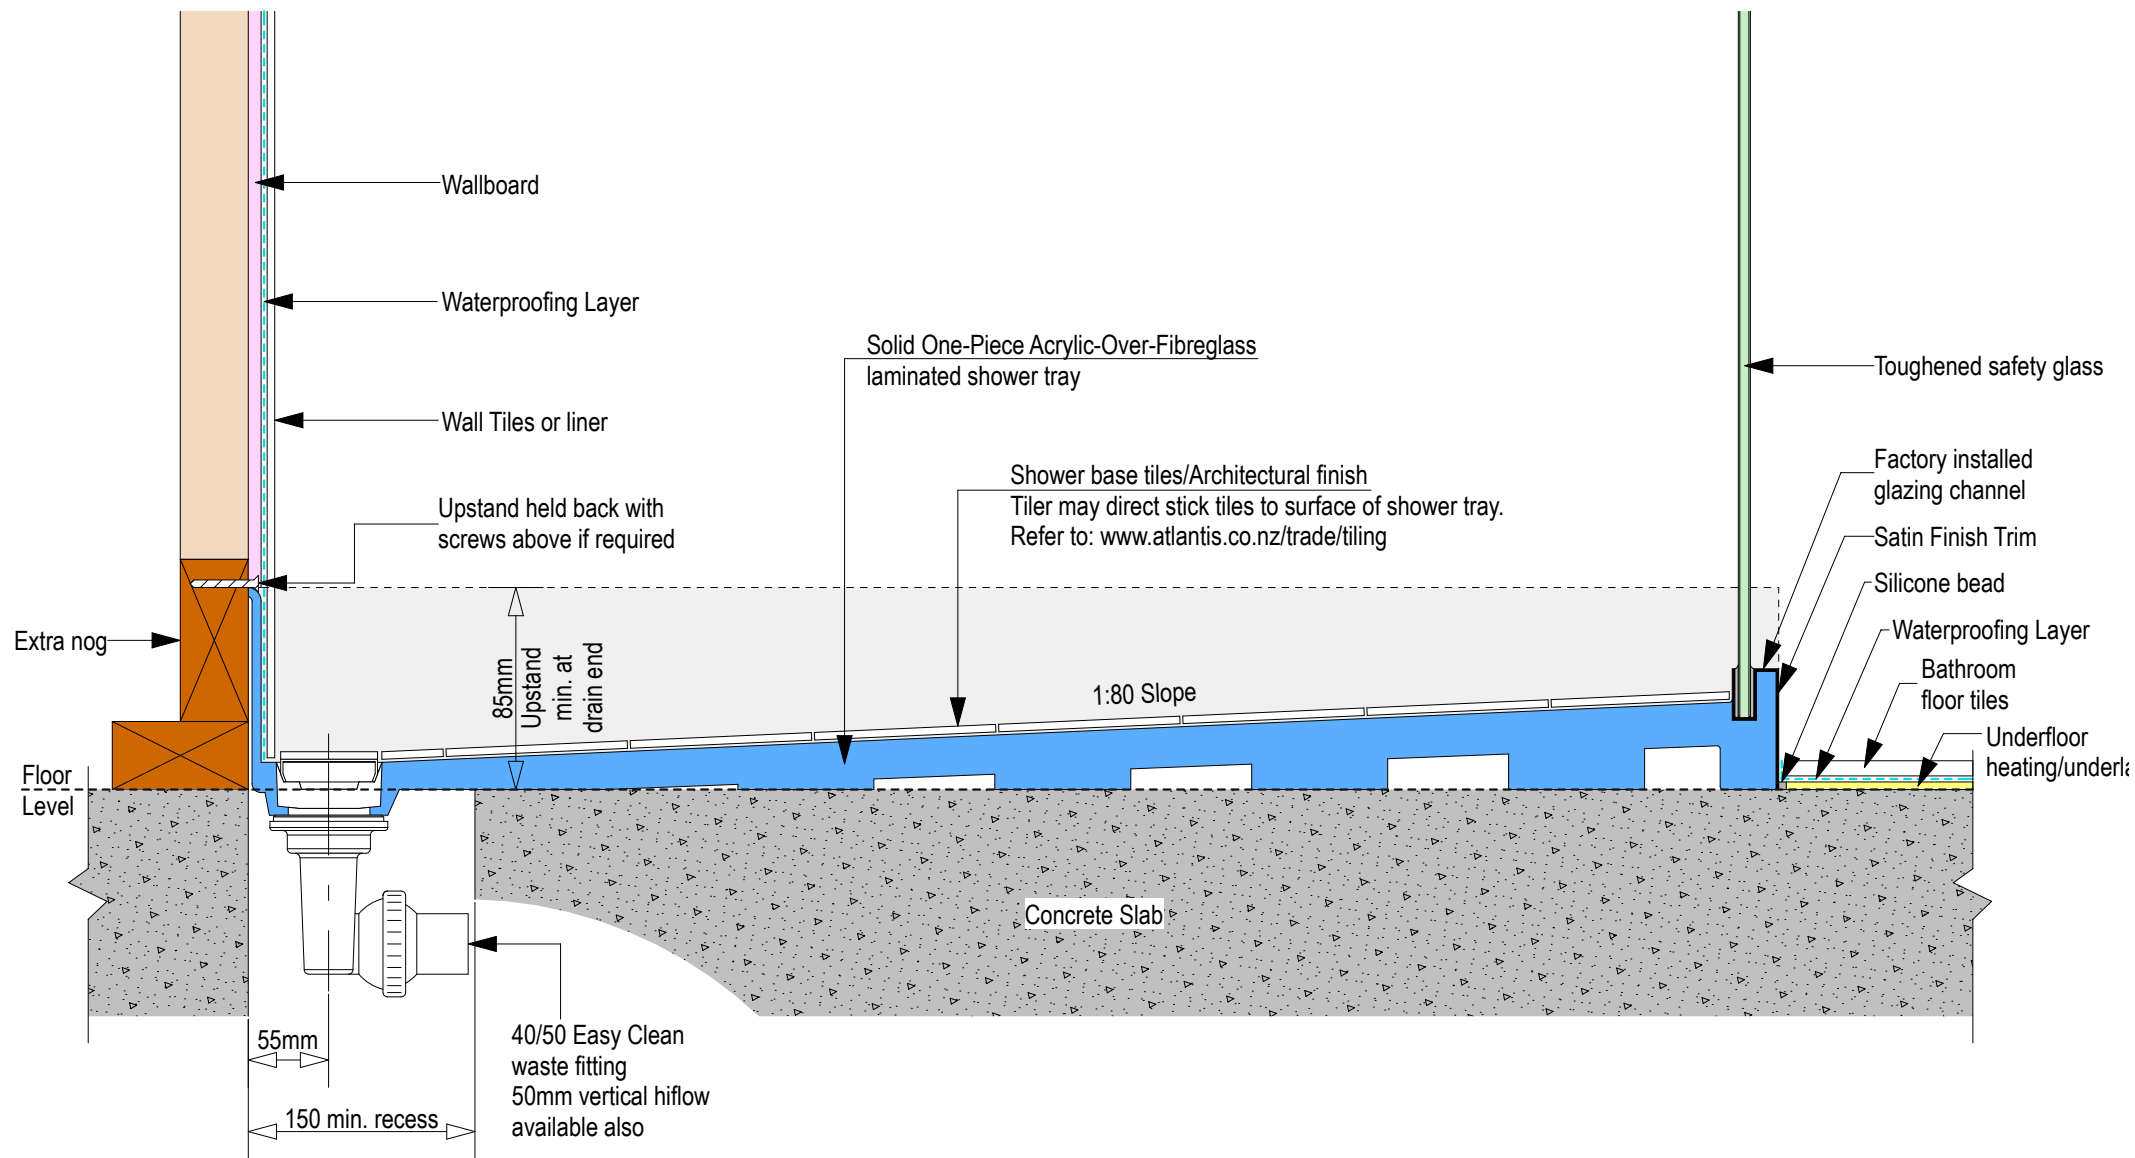 Wallboard
Waterproofing Layer
Solid One-Piece Acrylic-Over-Fibreglass
laminated shower tray
Toughened safety glass
Wall Tiles or liner
Factory installed
glazing channel
Shower base tiles/Architectural finish
Tiler may direct stick tiles to surface of shower tray.
Refer to: www.atlantis.co.nz/trade/tiling
Upstand held back with
screws above if required
Satin Finish Trim
Silicone bead
Extra nog
Waterproofing Layer
85mm
Upstand
min. at
drain end
1:80 Slope
Bathroom
floor tiles
Underfloor
heating/underla
Floor
Level
Concrete Slab
55mm
40/50 Easy Clean
waste fitting
50mm vertical hiflow
available also
150 min. recess